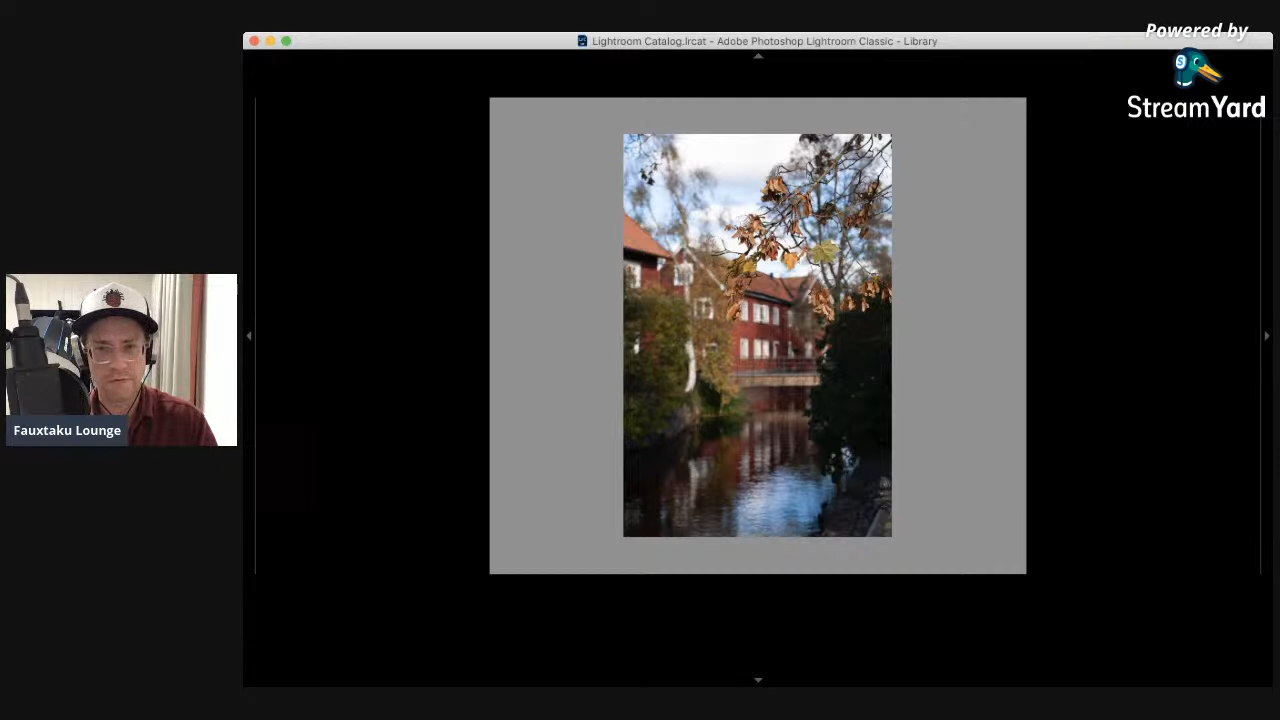 Lightroom Catalog.lrcat - Adobe Photoshop Lightroom Classic - Library
Powered by
StreamYard
Fauxtaku Lounge